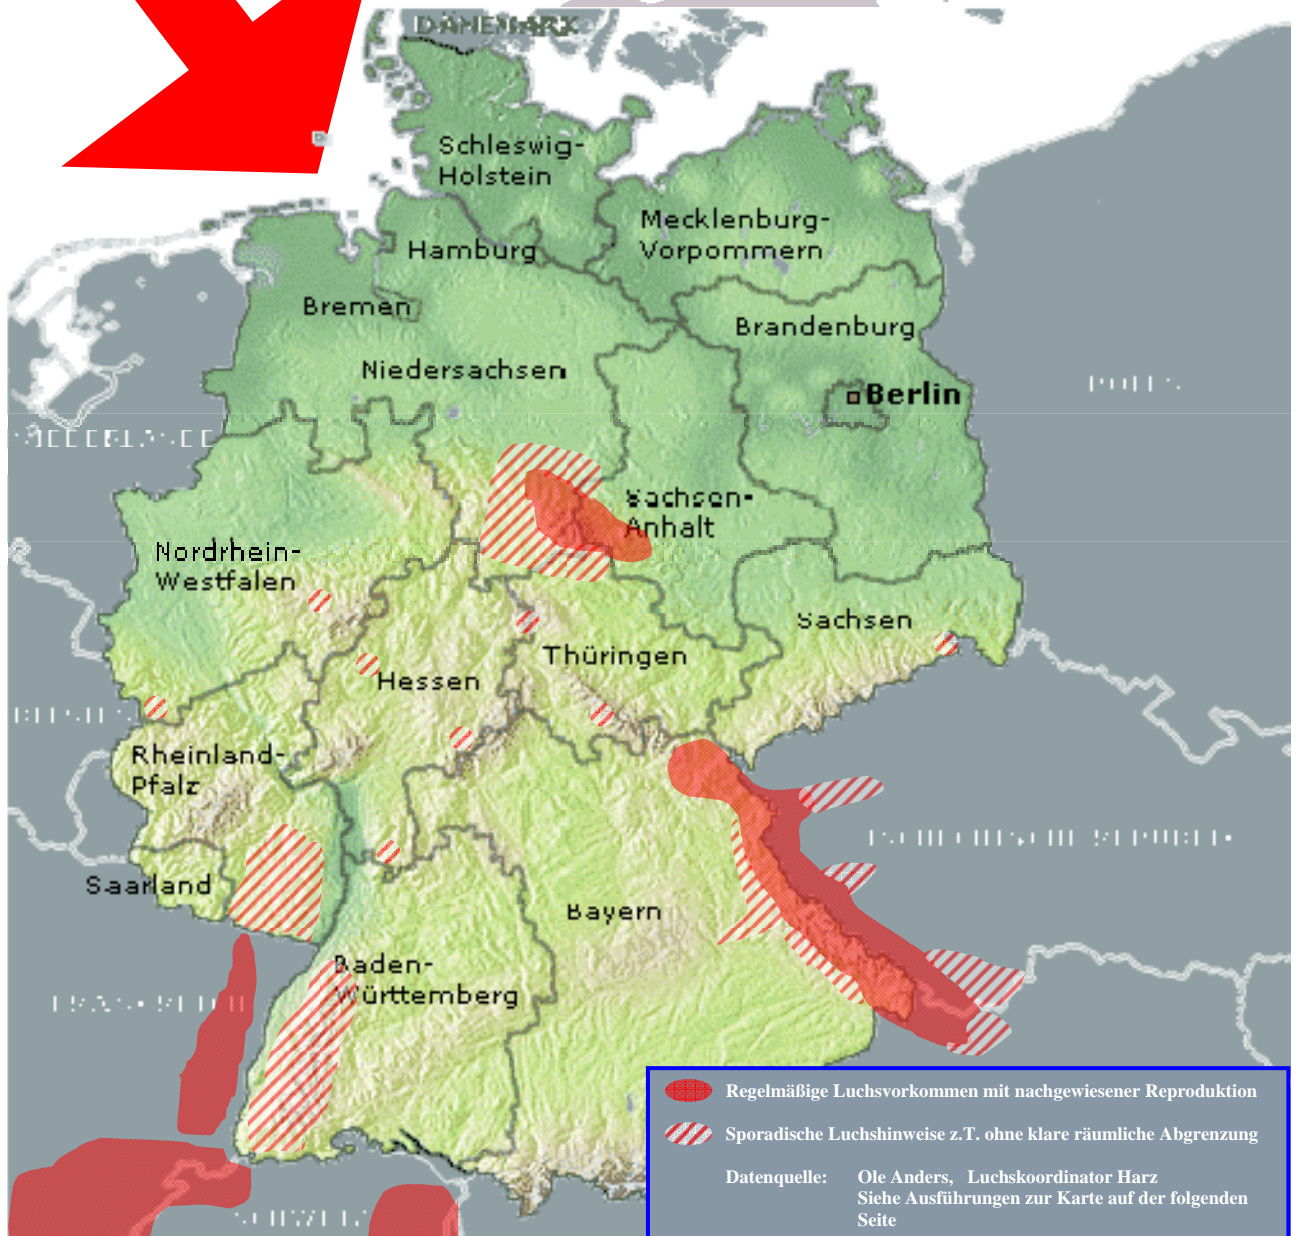 DÄNEMARK
Schleswig-
Holstein
Mecklenburg-
Vorpommern
Hamburg
Bremen
Brandenburg
Niedersachsen
Berlin
Sachsen-
Anhalt
Nordrhein-
Westfalen
Sachsen
Thüringen
Hessen
Rheinland-
Pfalz
Saarland
Bayern
Baden-
Württemberg
Regelmäßige Luchsvorkommen mit nachgewiesener Reproduktion
Sporadische Luchshinweise z.T. ohne klare räumliche Abgrenzung
Datenquelle: Ole Anders, Luchskoordinator Harz
Siehe Ausführungen zur Karte auf der folgenden
Seite